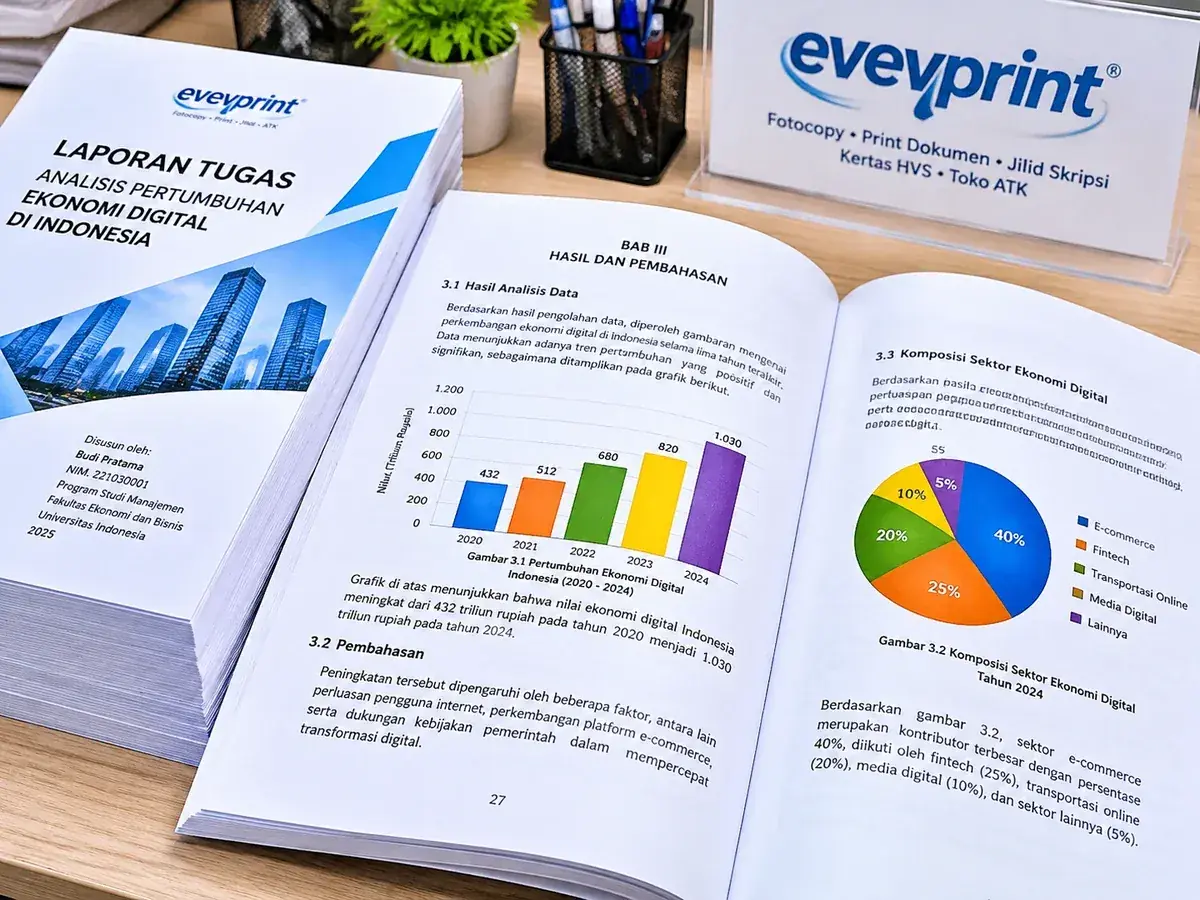 eveyprint
Fotocopy • Print • Jilid • ATK
LAPORAN TUGAS
ANALISIS PERTUMBUHAN
EKONOMI DIGITAL
DI INDONESIA
Disusun oleh:
Budi Pratama
NIM. 221030001
Program Studi Manajemen
Fakultas Ekonomi dan Bisnis
Universitas Indonesia
2025
eveyprint®
Fotocopy • Print Dokumen • Jilid Skripsi
Kertas HVS • Toko ATK
BAB III
HASIL DAN PEMBAHASAN
3.1 Hasil Analisis Data
Berdasarkan hasil pengolahan data, diperoleh gambaran mengenai
perkembangan ekonomi digital di Indonesia selama lima tahun
Data menunjukkan adanya tren pertumbuhan yang positif dan
signifikan, sebagaimana ditamplikan pada grafik berikut.
Nilai
1.200
1.000
800
600
400
200
0
432
512
680
820
1.030
2020
2021
2022
2023
2024
Gambar 3.1 Pertumbuhan Ekonomi Digital
Indonesia (2020 - 2024)
Grafik di atas menunjukkan bahwa nilai ekonomi digital Indonesia
meningkat dari 432 triliun rupiah pada tahun 2020 menjadi 1.030
triliun rupiah pada tahun 2024.
3.2 Pembahasan
Peningkatan tersebut dipengaruhi oleh beberapa faktor, antara lain
perluasan pengguna internet, perkembangan platform e-commerce,
serta dukungan kebijakan pemerintah dalam mempercepat
transformasi digital.
27
3.3 Komposisi Sektor Ekonomi Digital
Berdasarkan
55
5%
10%
20%
25%
40%
E-commerce
Fintech
Transportasi Online
Media Digital
Lainnya
Gambar 3.2 Komposisi Sektor Ekonomi Digital
Tahun 2024
Berdasarkan gambar 3.2, sektor e-commerce
merupakan kontributor terbesar dengan persentase
40%, diikuti oleh fintech (25%), transportasi online
(20%), media digital (10%), dan sektor lainnya (5%).